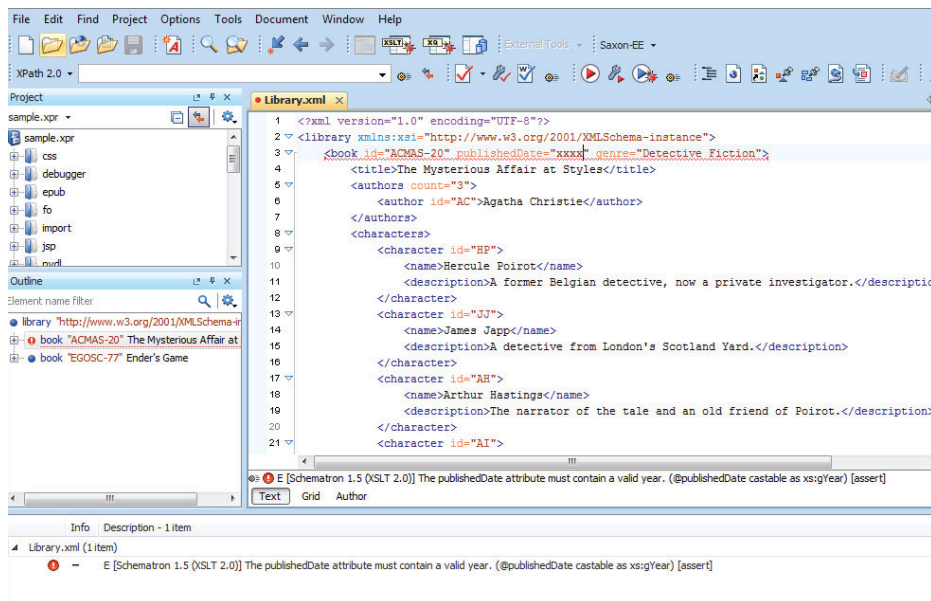 File Edit Find Project Options Tools Document Window Help
XSLT XQ External Tools Saxon-EE
XPath 2.0
Project
Library.xml
sample.xpr
sample.xpr
css
debugger
epub
fo
import
jsp
nvdl
Outline
Element name filter
library "http://www.w3.org/2001/XMLSchema-in
book "ACMAS-20" The Mysterious Affair at
book "EGOSC-77" Ender's Game
1 <?xml version="1.0" encoding="UTF-8"?>
2 <library xmlns:xsi="http://www.w3.org/2001/XMLSchema-instance">
3 <book id="ACMAS-20" publishedDate="xxxx" genre="Detective Fiction">
4 <title>The Mysterious Affair at Styles</title>
5 <authors count="3">
6 <author id="AC">Agatha Christie</author>
7 </authors>
8 <characters>
9 <character id="HP">
10 <name>Hercule Poirot</name>
11 <description>A former Belgian detective, now a private investigator.</descriptio
12 </character>
13 <character id="JJ">
14 <name>James Japp</name>
15 <description>A detective from London's Scotland Yard.</description>
16 </character>
17 <character id="AH">
18 <name>Arthur Hastings</name>
19 <description>The narrator of the tale and an old friend of Poirot.</description>
20 </character>
21 <character id="AI">
E [Schematron 1.5 (XSLT 2.0)] The publishedDate attribute must contain a valid year. (@publishedDate castable as xs:gYear) [assert]
Text Grid Author
Info Description - 1 item
Library.xml (1 item)
E [Schematron 1.5 (XSLT 2.0)] The publishedDate attribute must contain a valid year. (@publishedDate castable as xs:gYear) [assert]